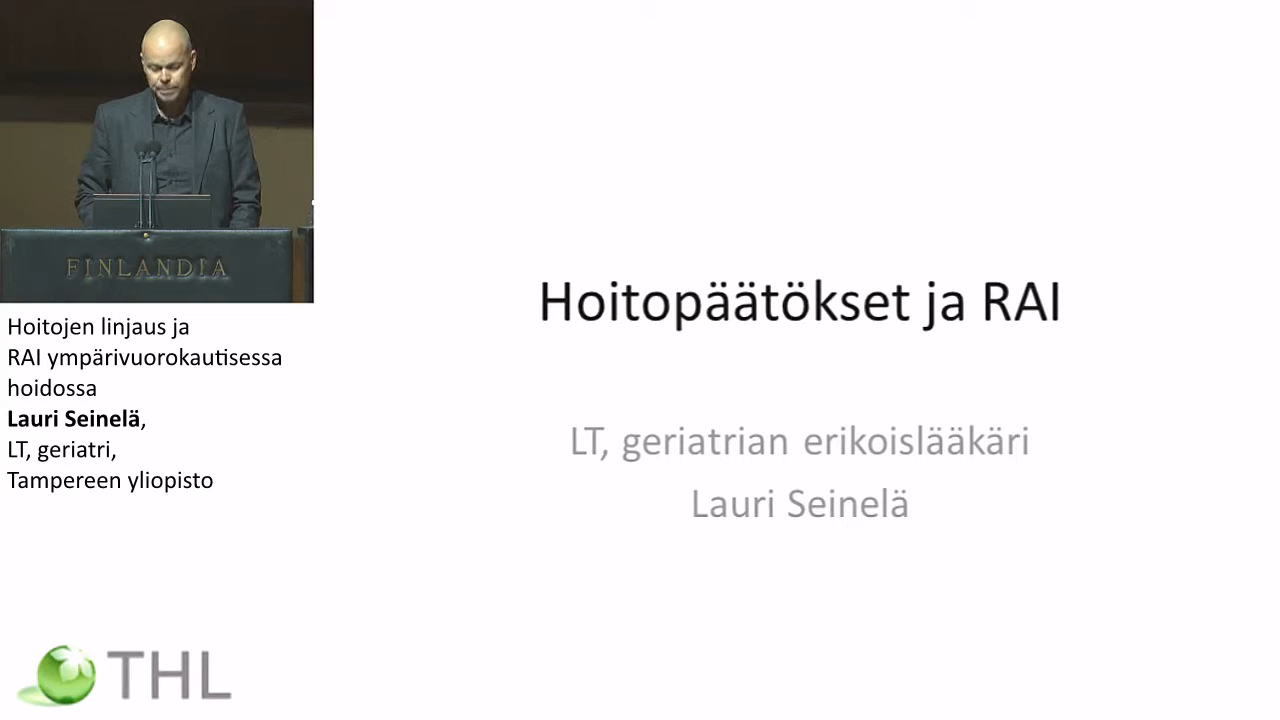 FINLANDIA
Hoitojen linjaus ja
RAI ympärivuorokautisessa
hoidossa
Lauri Seinelä,
LT, geriatri,
Tampereen yliopisto
THL
Hoitopäätökset ja RAI
LT, geriatrian erikoislääkäri
Lauri Seinelä